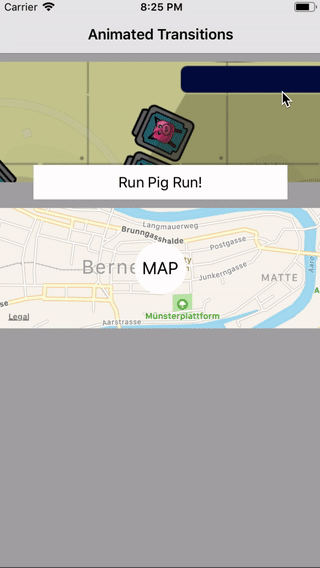 Carrier 8:25 PM
Animated Transitions
Run Pig Run!
Langmauerweg
Brunngasshalde
Postgasse
Berne
MAP
Junkerngasse
MATTE
Aare
Münsterplattform
Legal
Aarstrasse